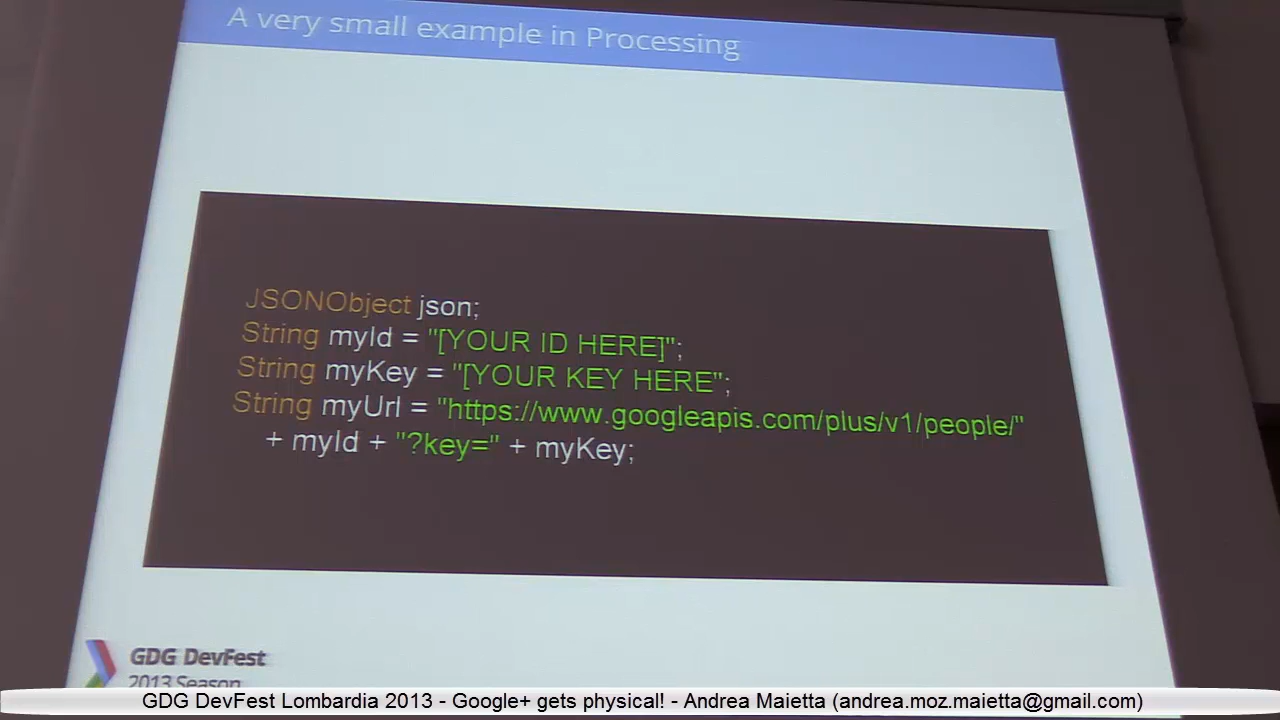 A very small example in Processing
JSONObject json;
String myId = "[YOUR ID HERE]";
String myKey = "[YOUR KEY HERE";
String myUrl = "https://www.googleapis.com/plus/v1/people/"
+ myId + "?key=" + myKey;
GDG DevFest
2013 Season
GDG DevFest Lombardia 2013 - Google+ gets physical! - Andrea Maietta (andrea.moz.maietta@gmail.com)